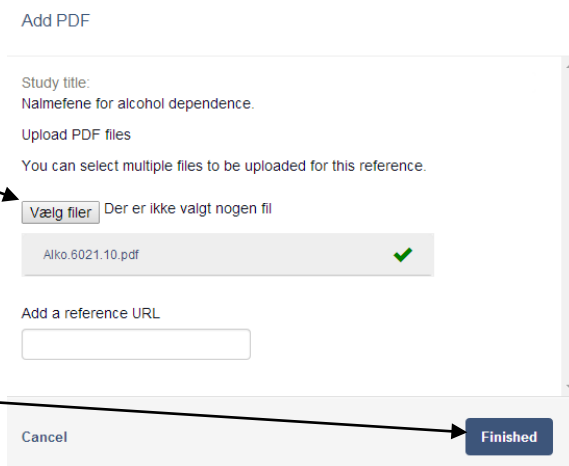 Add PDF
Study title:
Nalmefene for alcohol dependence.
Upload PDF files
You can select multiple files to be uploaded for this reference.
Vælg filer Der er ikke valgt nogen fil
Alko.6021.10.pdf
Add a reference URL
Cancel Finished